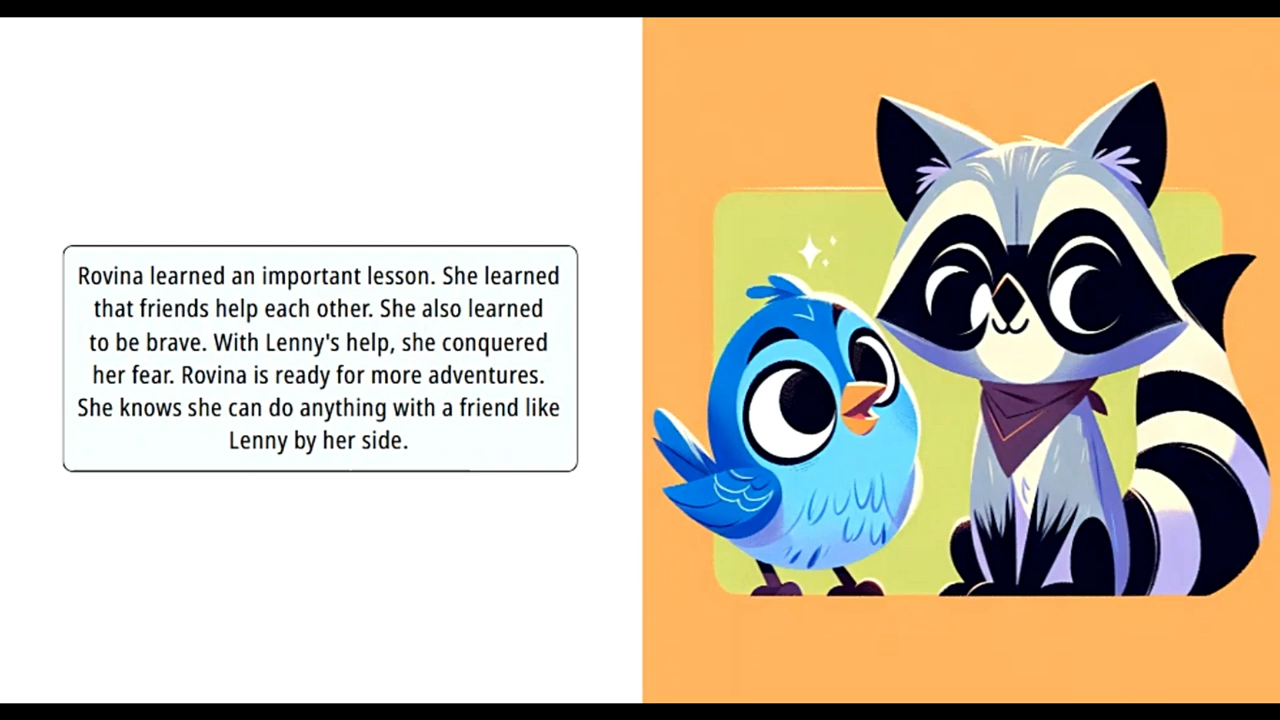 Rovina learned an important lesson. She learned
that friends help each other. She also learned
to be brave. With Lenny's help, she conquered
her fear. Rovina is ready for more adventures.
She knows she can do anything with a friend like
Lenny by her side.